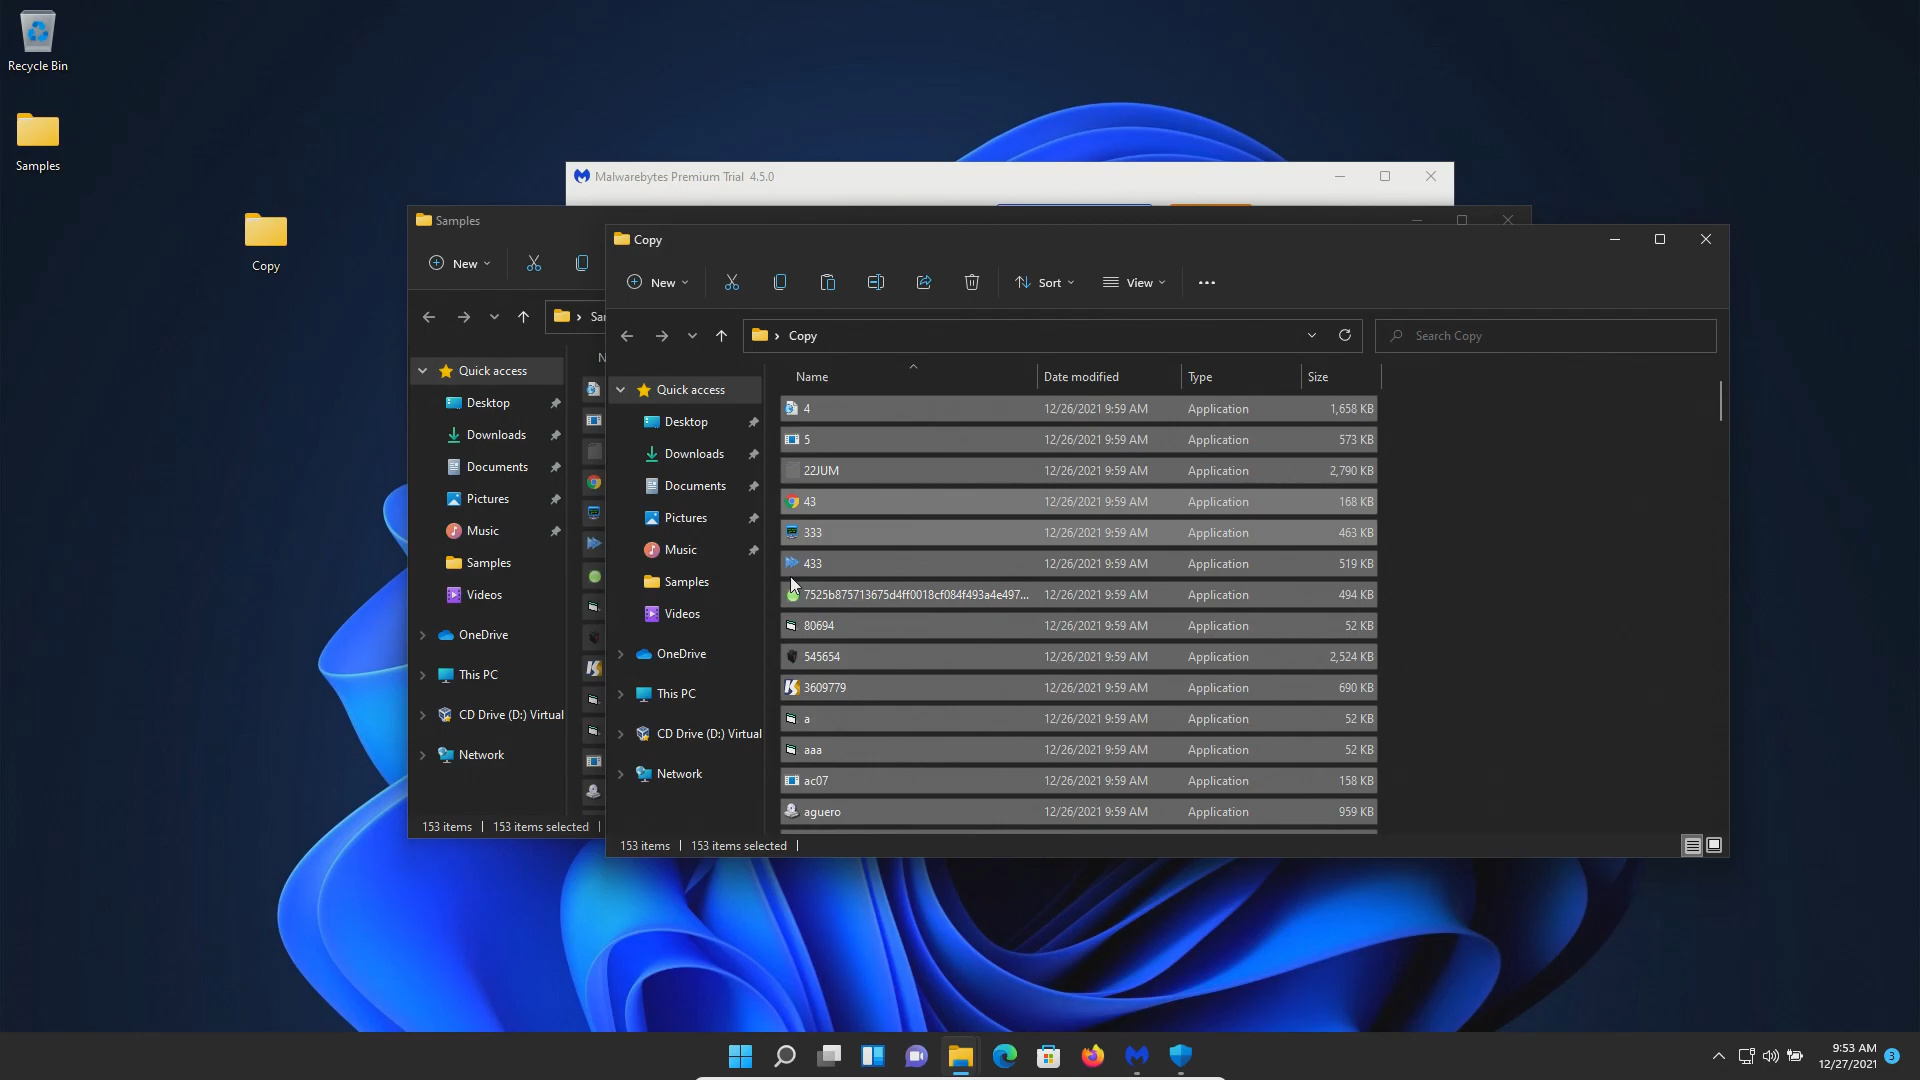 Recycle Bin
Samples
Copy
Malwarebytes Premium Trial 4.5.0
Samples
New
Quick access
Desktop
Downloads
Documents
Pictures
Music
Samples
Videos
OneDrive
This PC
CD Drive (D:) Virtual
Network
153 items
153 items selected
Copy
New
Sort
View
Copy
Search Copy
Quick access
Desktop
Downloads
Documents
Pictures
Music
Samples
Videos
OneDrive
This PC
CD Drive (D:) Virtual
Network
Name Date modified Type Size
4 12/26/2021 9:59 AM Application 1,658 KB
5 12/26/2021 9:59 AM Application 573 KB
22JUM 12/26/2021 9:59 AM Application 2,790 KB
43 12/26/2021 9:59 AM Application 168 KB
333 12/26/2021 9:59 AM Application 463 KB
433 12/26/2021 9:59 AM Application 519 KB
7525b875713675d4ff0018cf084f493a4e497... 12/26/2021 9:59 AM Application 494 KB
80694 12/26/2021 9:59 AM Application 52 KB
545654 12/26/2021 9:59 AM Application 2,524 KB
3609779 12/26/2021 9:59 AM Application 690 KB
a 12/26/2021 9:59 AM Application 52 KB
aaa 12/26/2021 9:59 AM Application 52 KB
ac07 12/26/2021 9:59 AM Application 158 KB
aguero 12/26/2021 9:59 AM Application 959 KB
153 items
153 items selected
9:53 AM
12/27/2021
3